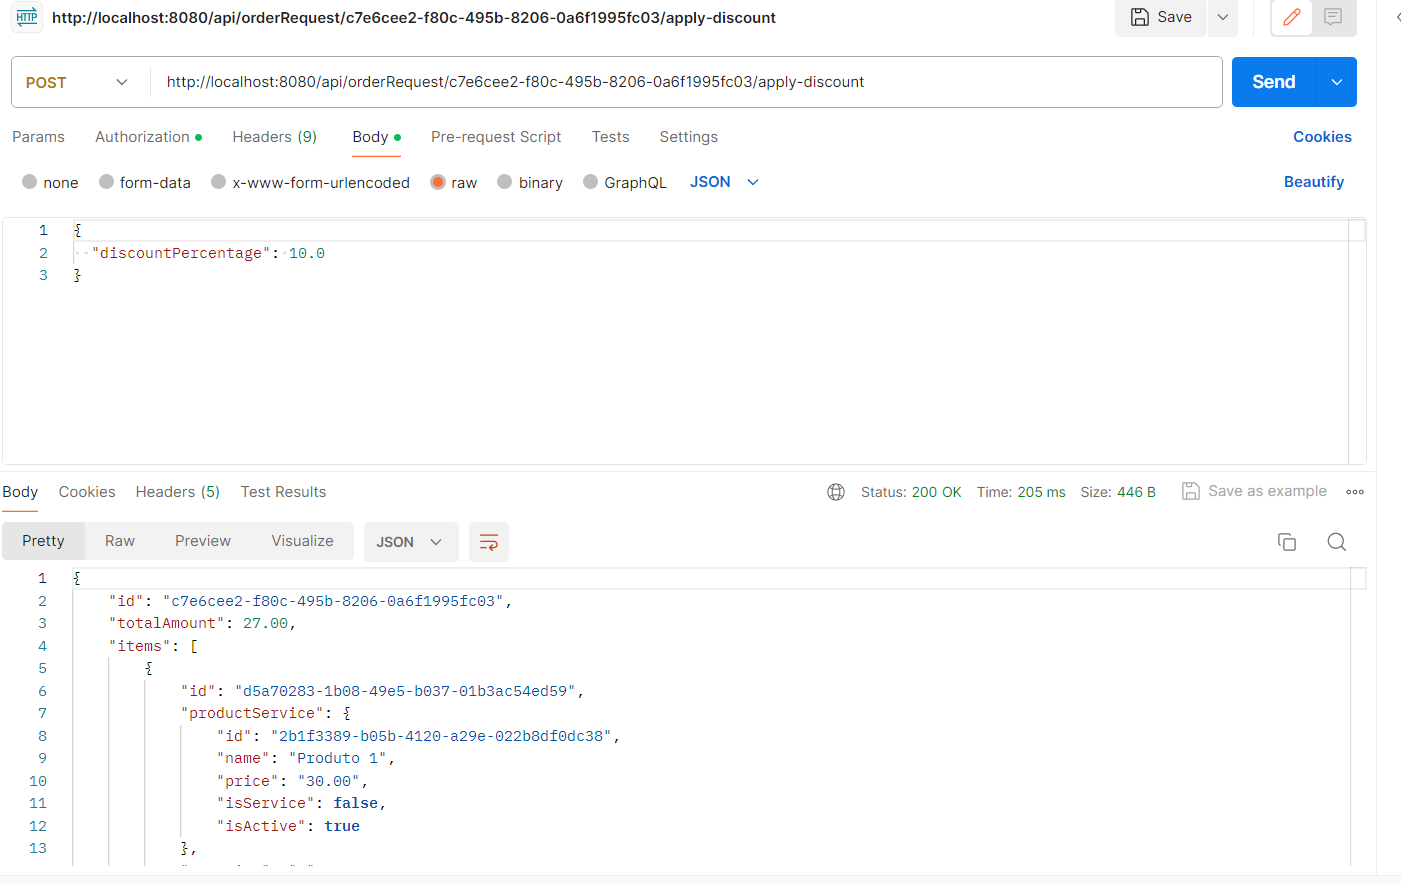 HTTP http://localhost:8080/api/orderRequest/c7e6cee2-f80c-495b-8206-0a6f1995fc03/apply-discount Save
POST http://localhost:8080/api/orderRequest/c7e6cee2-f80c-495b-8206-0a6f1995fc03/apply-discount Send
Params Authorization Headers (9) Body Pre-request Script Tests Settings Cookies
none form-data x-www-form-urlencoded raw binary GraphQL JSON Beautify
1 {
2 "discountPercentage": 10.0
3 }
Body Cookies Headers (5) Test Results Status: 200 OK Time: 205 ms Size: 446 B Save as example
Pretty Raw Preview Visualize JSON
1 {
2 "id": "c7e6cee2-f80c-495b-8206-0a6f1995fc03",
3 "totalAmount": 27.00,
4 "items": [
5 {
6 "id": "d5a70283-1b08-49e5-b037-01b3ac54ed59",
7 "productService": {
8 "id": "2b1f3389-b05b-4120-a29e-022b8df0dc38",
9 "name": "Produto 1",
10 "price": "30.00",
11 "isService": false,
12 "isActive": true
13 },